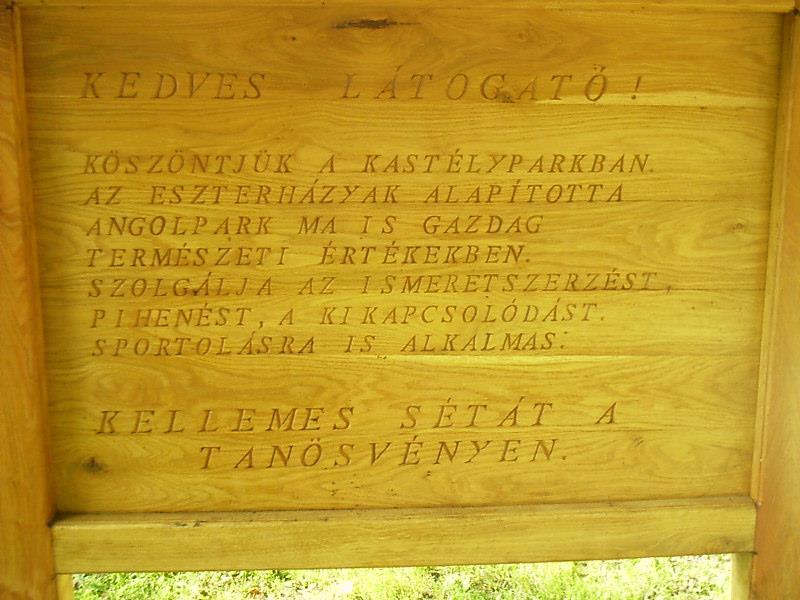 KEDVES LÁTOGATÓ!
KÖSZÖNTJÜK A KASTÉLYPARKBAN.
AZ ESZTERHÁZYAK ALAPÍTOTTA
ANGOLPARK MA IS GAZDAG
TERMÉSZETI ÉRTÉKEKBEN.
SZOLGÁLJA AZ ISMERETSZERZÉST,
PIHENÉST, A KIKAPCSOLÓDÁST.
SPORTOLÁSRA IS ALKALMAS.
KELLEMES SÉTÁT A
TANÖSVÉNYEN.